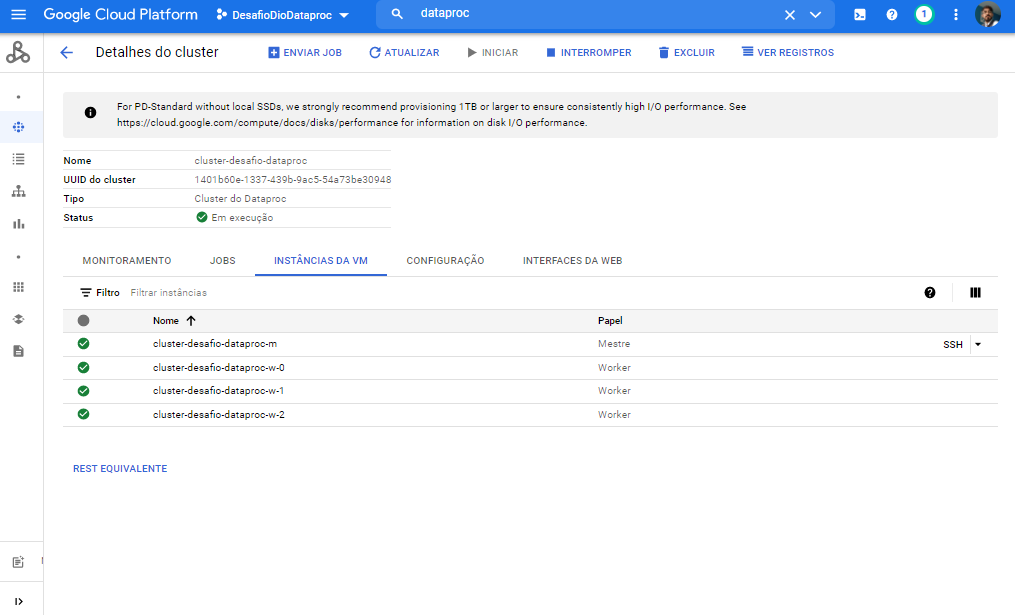 Google Cloud Platform DesafioDioDataproc dataproc 1
Detalhes do cluster ENVIAR JOB ATUALIZAR INICIAR INTERROMPER EXCLUIR VER REGISTROS
For PD-Standard without local SSDs, we strongly recommend provisioning 1TB or larger to ensure consistently high I/O performance. See
https://cloud.google.com/compute/docs/disks/performance for information on disk I/O performance.
Nome cluster-desafio-dataproc
UUID do cluster 1401b60e-1337-439b-9ac5-54a73be30948
Tipo Cluster do Dataproc
Status Em execução
MONITORAMENTO JOBS INSTÂNCIAS DA VM CONFIGURAÇÃO INTERFACES DA WEB
Filtro Filtrar instâncias
Nome Papel
cluster-desafio-dataproc-m Mestre SSH
cluster-desafio-dataproc-w-0 Worker
cluster-desafio-dataproc-w-1 Worker
cluster-desafio-dataproc-w-2 Worker
REST EQUIVALENTE